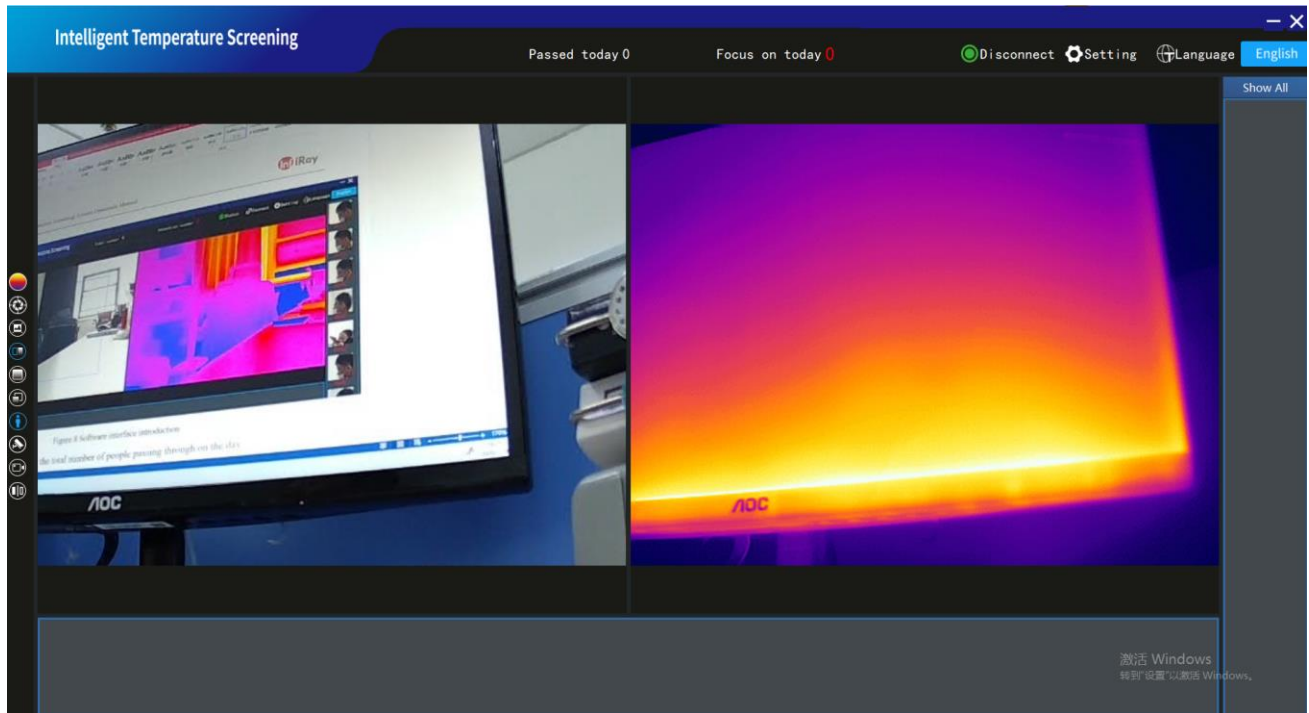 Intelligent Temperature Screening
Passed today 0
Focus on today 0
Disconnect
Setting
Language
English
Show All
iRay
Figure 8 Software interface introduction
the total number of people passing through on the day
AOC
AOC
激活 Windows
转到"设置"以激活 Windows。